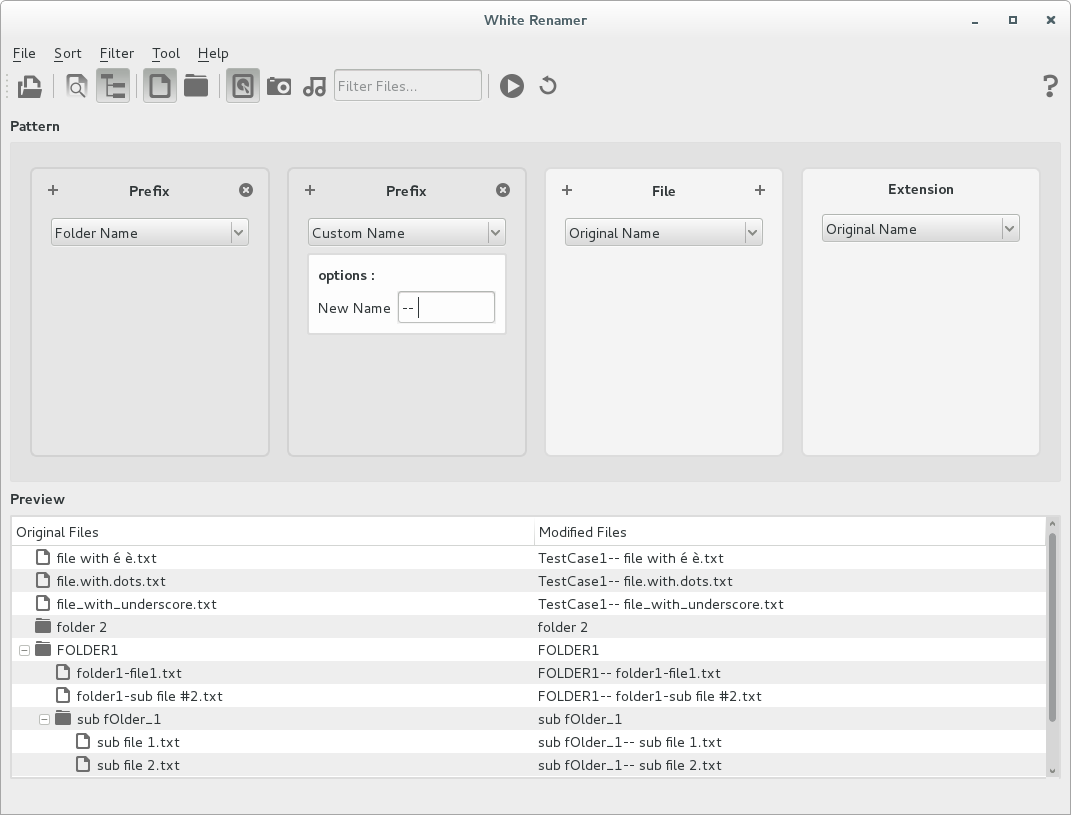 White Renamer
File Sort Filter Tool Help
Filter Files... ?
Pattern
+ Prefix + Prefix + File + Extension
Folder Name Custom Name Original Name Original Name
options :
New Name --
Preview
Original Files Modified Files
file with é è.txt TestCase1-- file with é è.txt
file.with.dots.txt TestCase1-- file.with.dots.txt
file_with_underscore.txt TestCase1-- file_with_underscore.txt
folder 2 folder 2
FOLDER1 FOLDER1
folder1-file1.txt FOLDER1-- folder1-file1.txt
folder1-sub file #2.txt FOLDER1-- folder1-sub file #2.txt
sub fOlder_1 sub fOlder_1
sub file 1.txt sub fOlder_1-- sub file 1.txt
sub file 2.txt sub fOlder_1-- sub file 2.txt